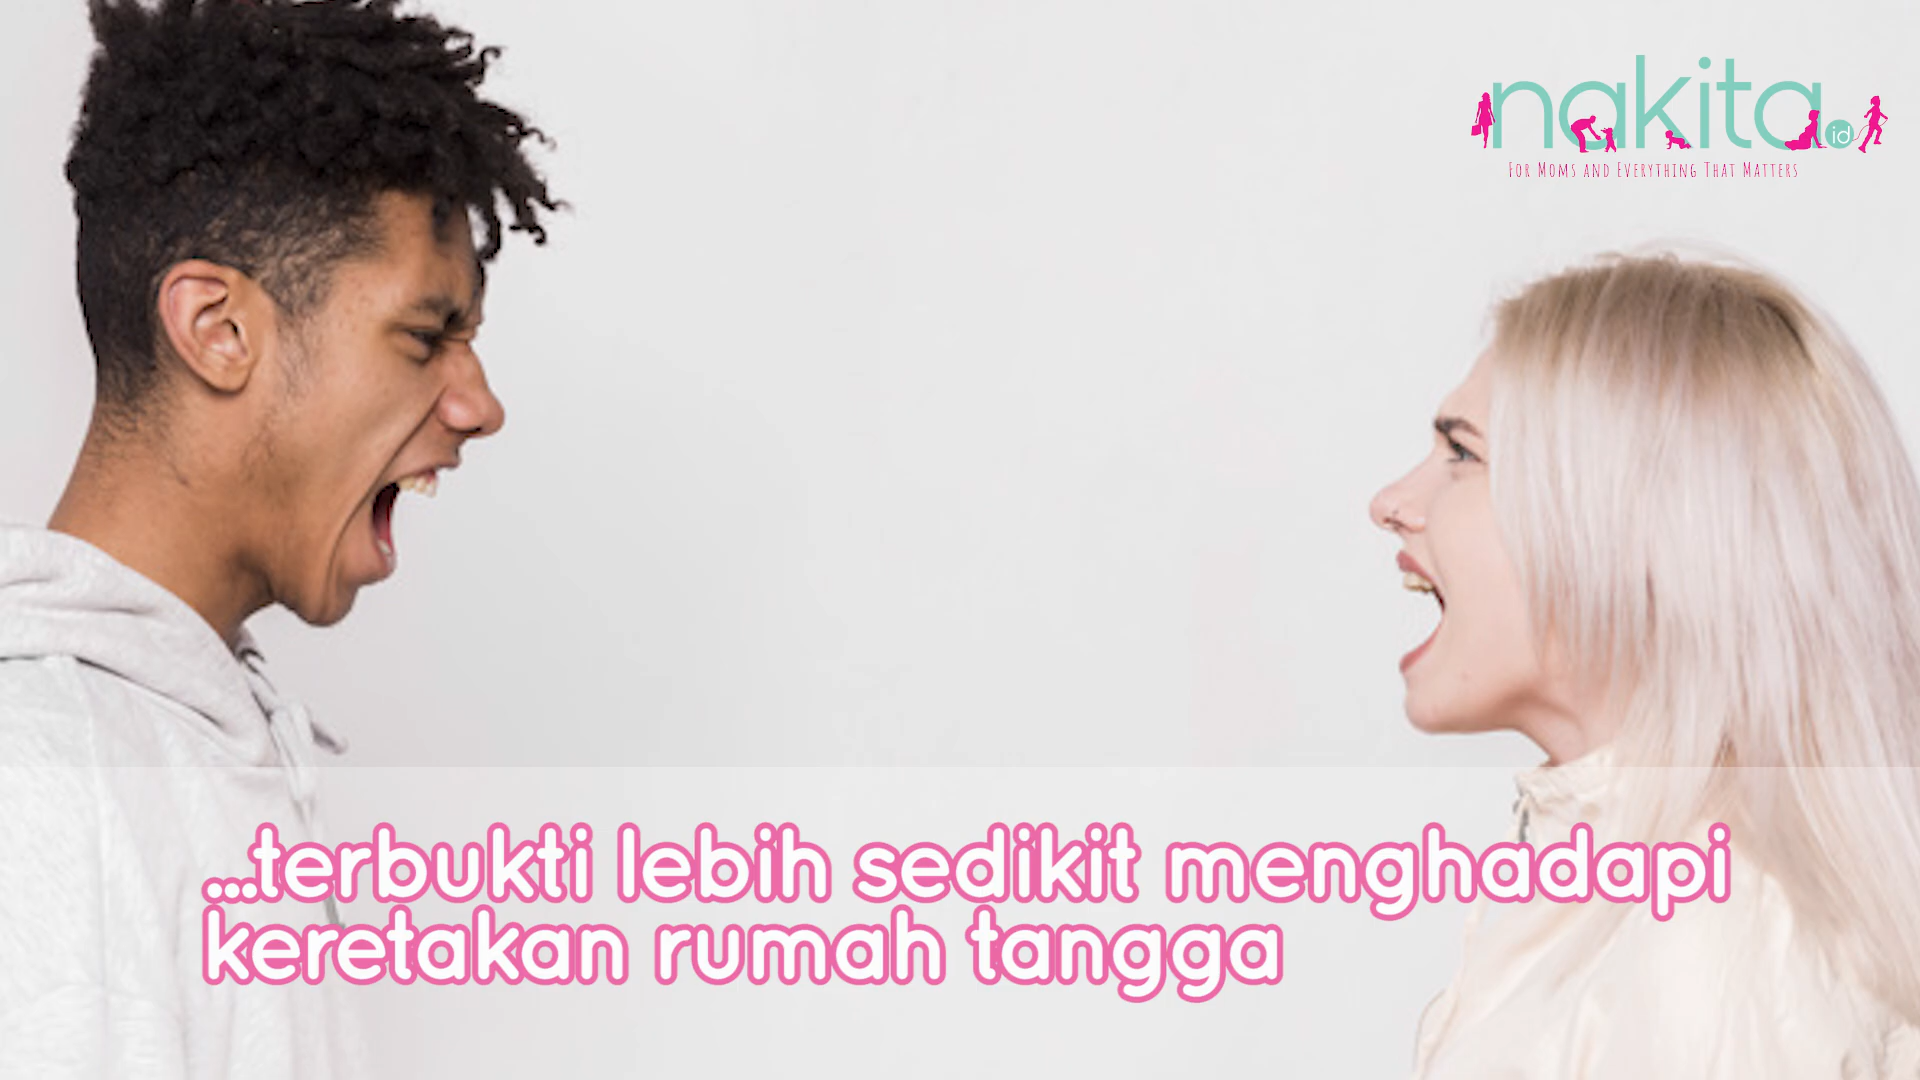 nakita.id
For Moms and Everything That Matters
...terbukti lebih sedikit menghadapi
keretakan rumah tangga